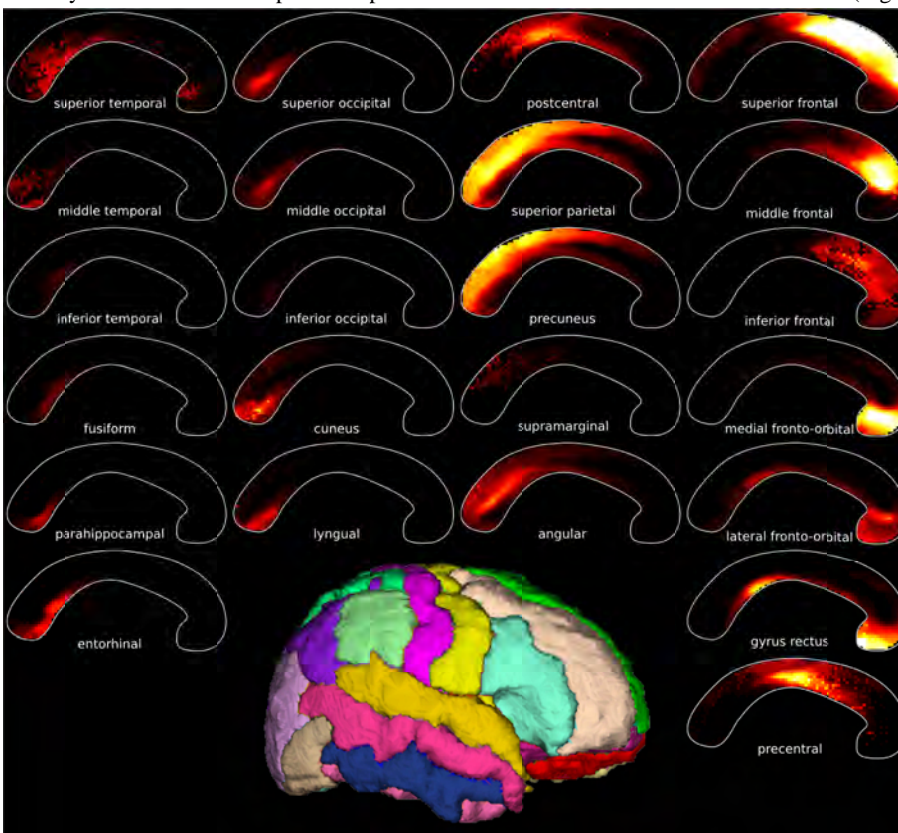 superior temporal
superior occipital
postcentral
superior frontal
middle temporal
middle occipital
superior parietal
middle frontal
inferior temporal
inferior occipital
precuneus
inferior frontal
fusiform
cuneus
supramarginal
medial fronto-orbital
parahippocampal
lyngual
angular
lateral fronto-orbital
entorhinal
gyrus rectus
precentral